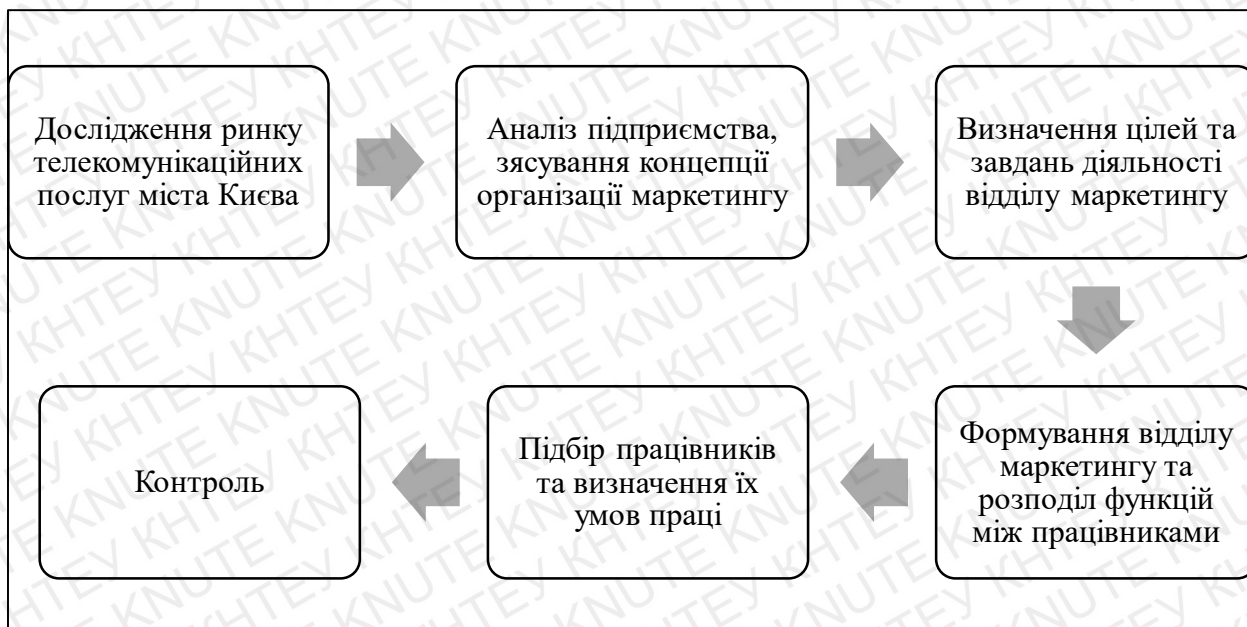 Дослідження ринку
телекомунікаційних
послуг міста Києва
Аналіз підприємства,
зясування концепції
організації маркетингу
Визначення цілей та
завдань діяльності
відділу маркетингу
Формування відділу
маркетингу та
розподіл функцій
між працівниками
Підбір працівників
та визначення їх
умов праці
Контроль